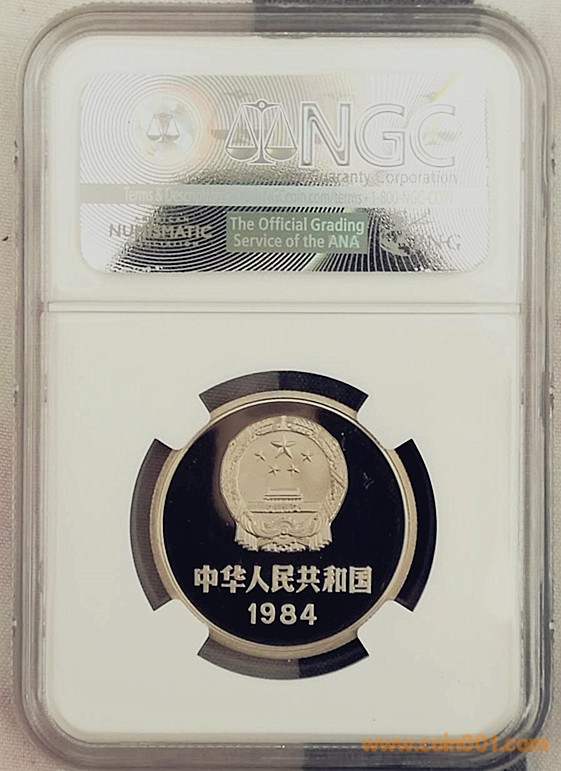 NGC
Guaranty Corporation
NUMISMATIC
The Official Grading
Service of the ANA
中华人民共和国
1984
www.coin001.com